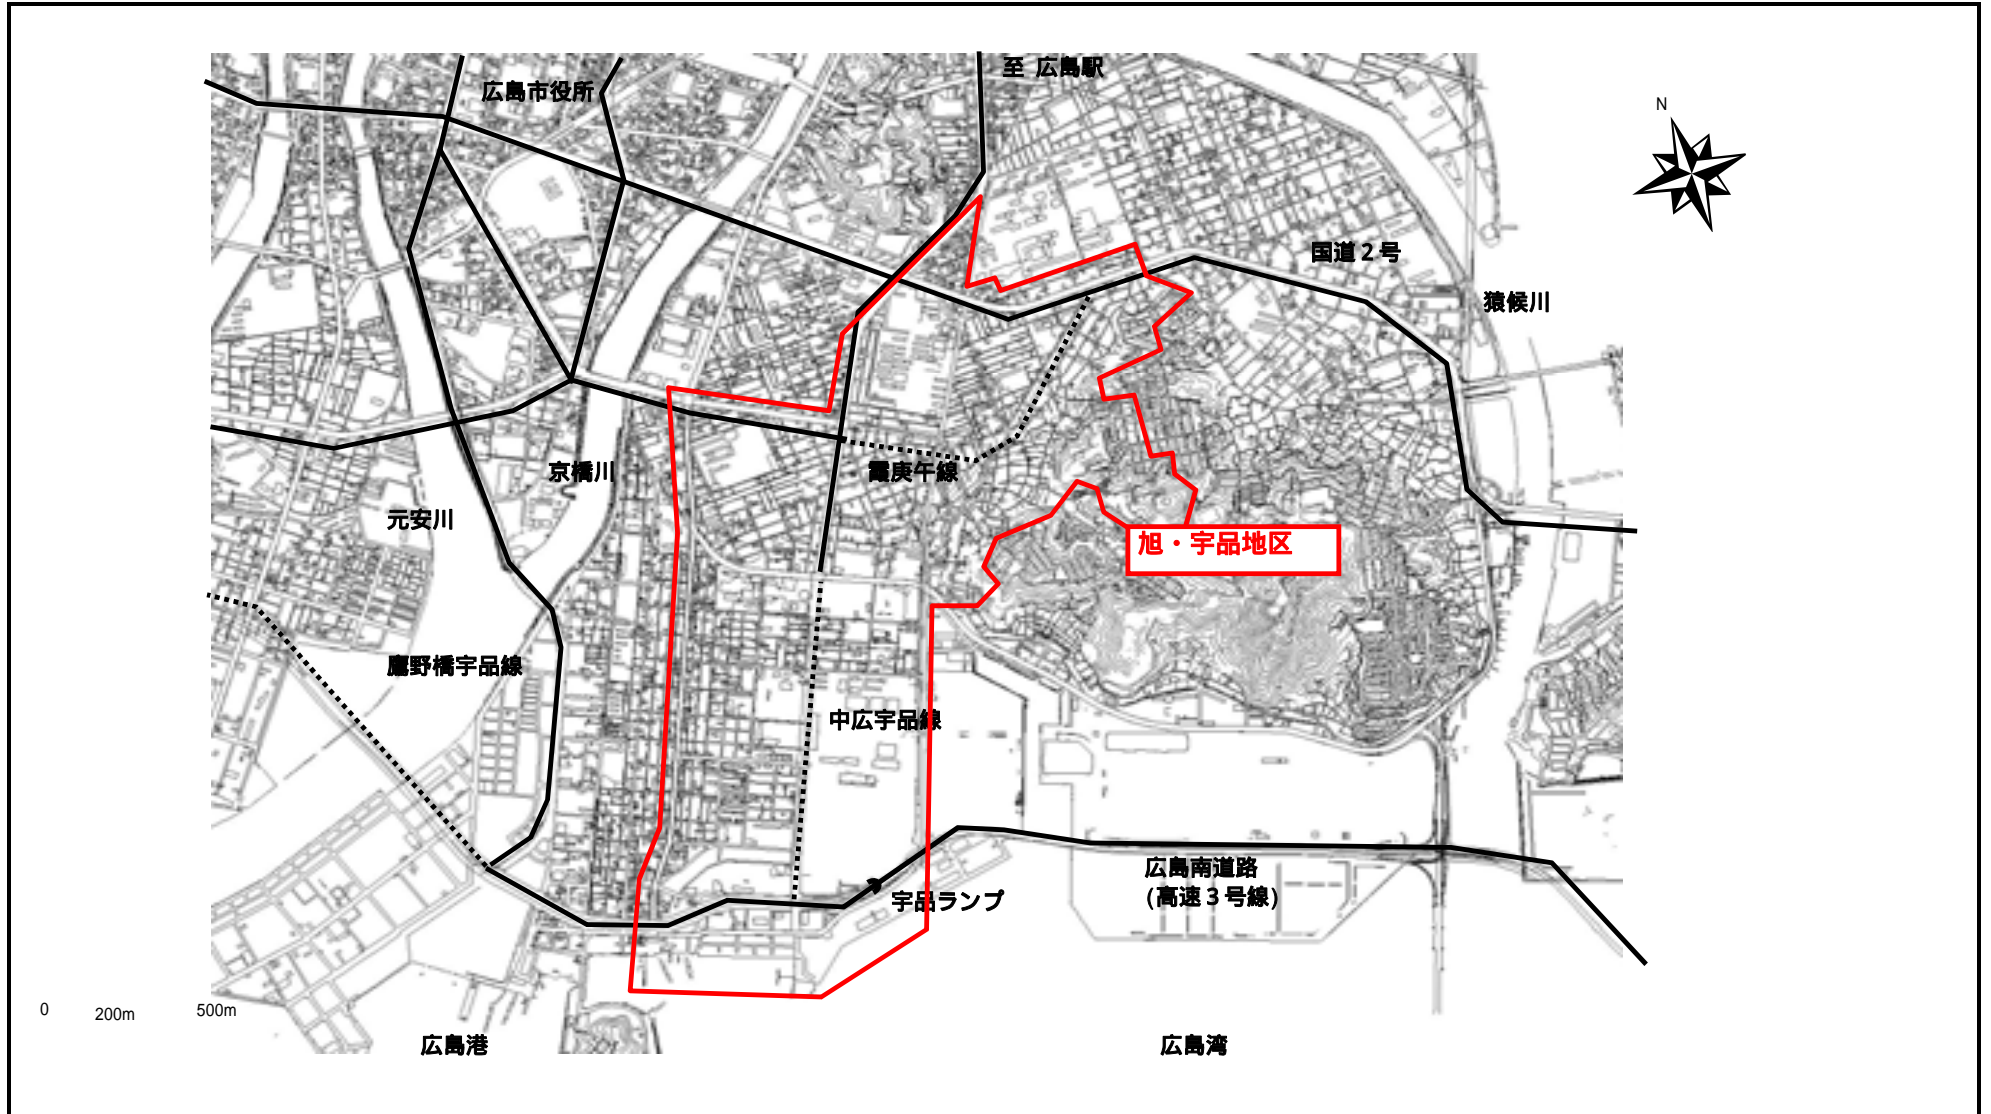 至 広島駅
広島市役所
N
国道2号
猿候川
京橋川
霞庚午線
元安川
旭・宇品地区
鷹野橋宇品線
中広宇品線
広島南道路
(高速3号線)
宇品ランプ
0
200m
500m
広島港
広島湾